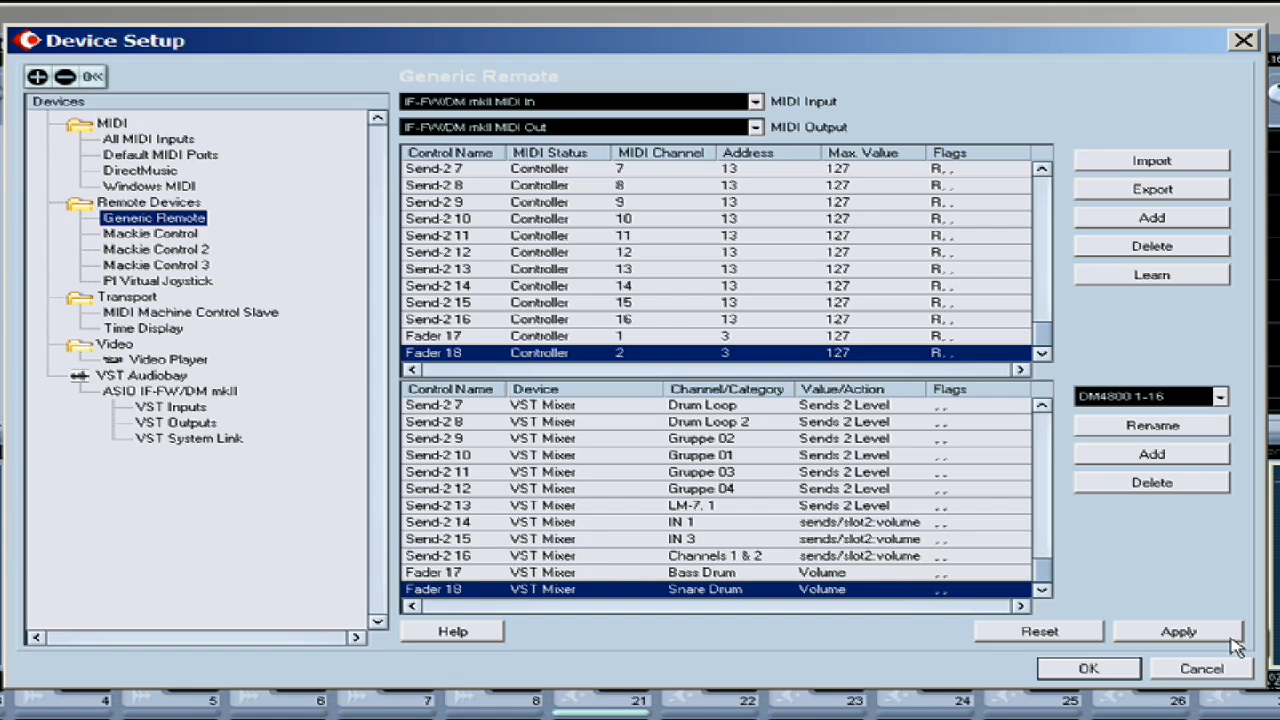 Device Setup
Devices
MIDI
All MIDI Inputs
Default MIDI Ports
DirectMusic
Windows MIDI
Remote Devices
Generic Remote
Mackie Control
Mackie Control 2
Mackie Control 3
PI Virtual Joystick
Transport
MIDI Machine Control Slave
Time Display
Video
Video Player
VST Audiobay
ASIO IF-FW/DM mkII
VST Inputs
VST Outputs
VST System Link
Generic Remote
IF-FW/DM mkII MIDI In MIDI Input
IF-FW/DM mkII MIDI Out MIDI Output
Control Name MIDI Status MIDI Channel Address Max. Value Flags
Send-2 7 Controller 7 13 127 R, ,
Send-2 8 Controller 8 13 127 R, ,
Send-2 9 Controller 9 13 127 R, ,
Send-2 10 Controller 10 13 127 R, ,
Send-2 11 Controller 11 13 127 R, ,
Send-2 12 Controller 12 13 127 R, ,
Send-2 13 Controller 13 13 127 R, ,
Send-2 14 Controller 14 13 127 R, ,
Send-2 15 Controller 15 13 127 R, ,
Send-2 16 Controller 16 13 127 R, ,
Fader 17 Controller 1 3 127 R, ,
Fader 18 Controller 2 3 127 R, ,
Import
Export
Add
Delete
Learn
Control Name Device Channel/Category Value/Action Flags
Send-2 7 VST Mixer Drum Loop Sends 2 Level , ,
Send-2 8 VST Mixer Drum Loop 2 Sends 2 Level , ,
Send-2 9 VST Mixer Gruppe 02 Sends 2 Level , ,
Send-2 10 VST Mixer Gruppe 01 Sends 2 Level , ,
Send-2 11 VST Mixer Gruppe 03 Sends 2 Level , ,
Send-2 12 VST Mixer Gruppe 04 Sends 2 Level , ,
Send-2 13 VST Mixer LM-7. 1 Sends 2 Level , ,
Send-2 14 VST Mixer IN 1 sends/slot2:volume , ,
Send-2 15 VST Mixer IN 3 sends/slot2:volume , ,
Send-2 16 VST Mixer Channels 1 & 2 sends/slot2:volume , ,
Fader 17 VST Mixer Bass Drum Volume , ,
Fader 18 VST Mixer Snare Drum Volume , ,
DM4800 1-16
Rename
Add
Delete
Help Reset Apply
OK Cancel
4 5 6 7 8 21 22 23 24 25 26